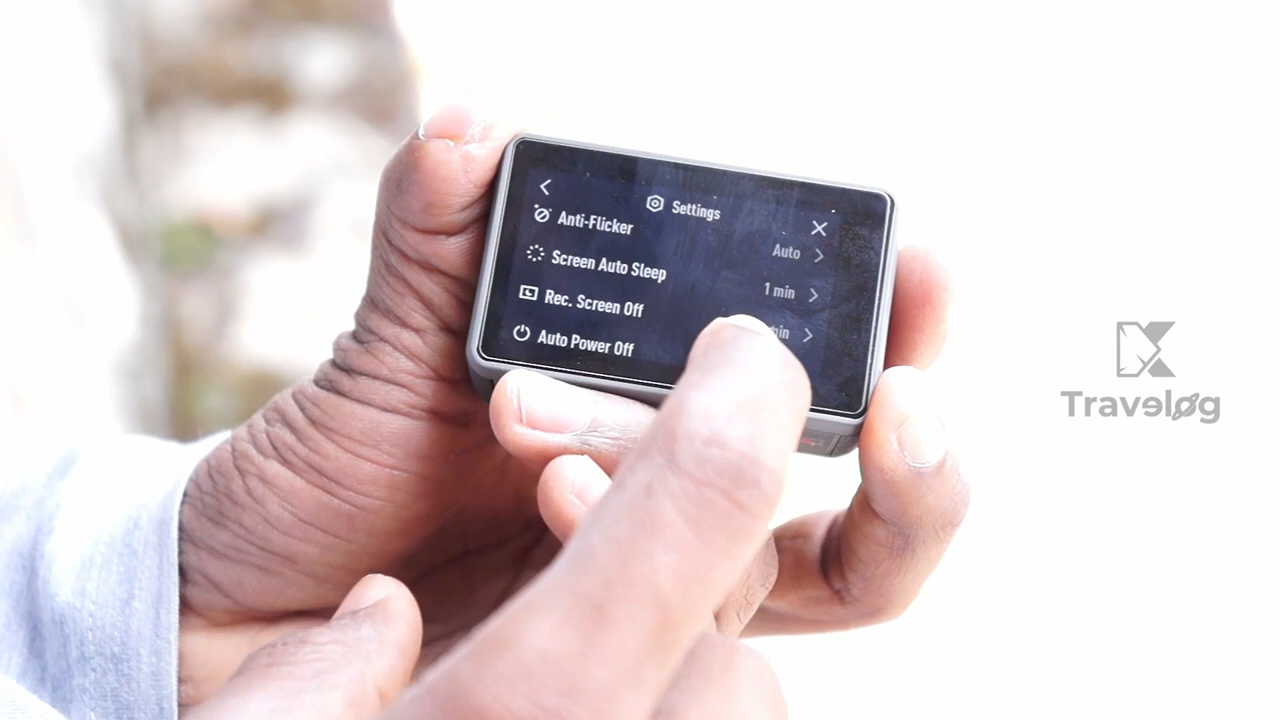 Settings
Anti-Flicker
Auto
Screen Auto Sleep
1 min
Rec. Screen Off
Auto Power Off
Travelog